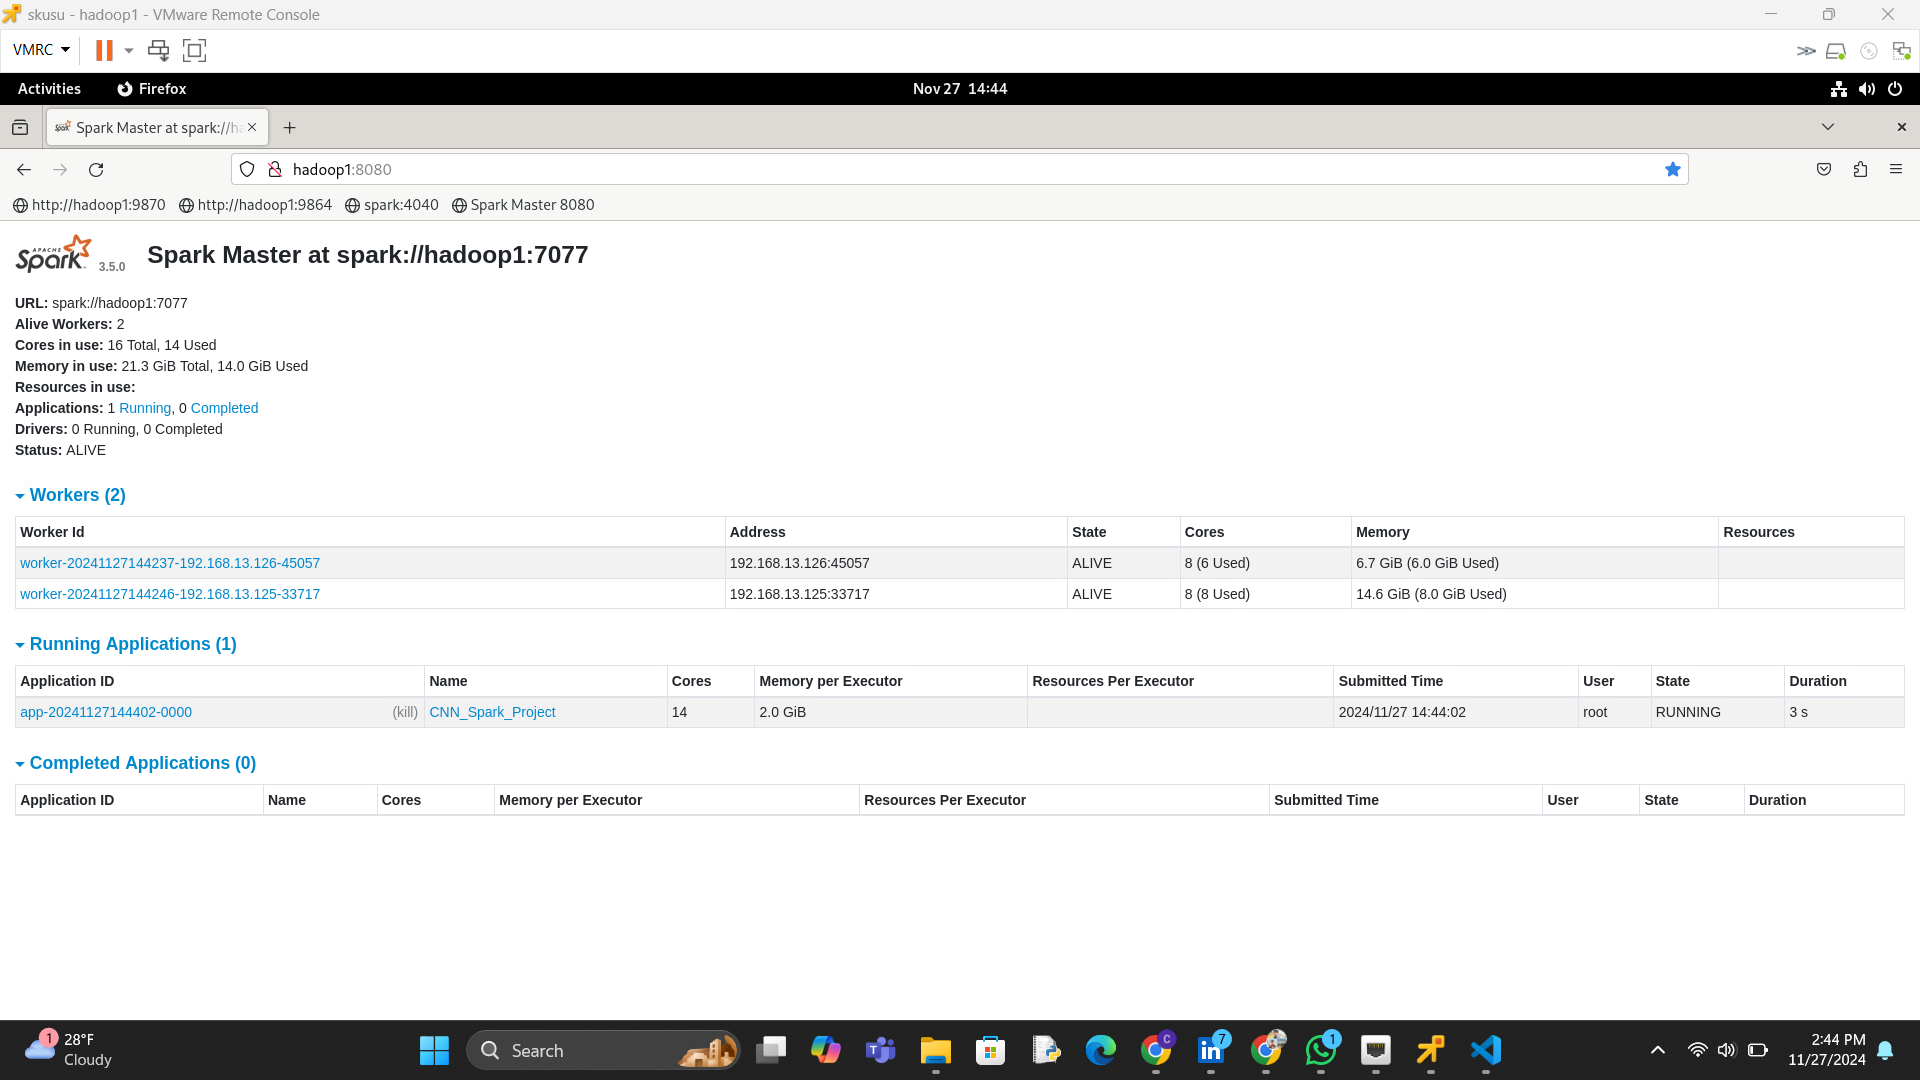 skusu - hadoop1 - VMware Remote Console
VMRC
Activities Firefox Nov 27 14:44
Spark Master at spark://ha
hadoop1:8080
http://hadoop1:9870 http://hadoop1:9864 spark:4040 Spark Master 8080
APACHE
Spark 3.5.0 Spark Master at spark://hadoop1:7077
URL: spark://hadoop1:7077
Alive Workers: 2
Cores in use: 16 Total, 14 Used
Memory in use: 21.3 GiB Total, 14.0 GiB Used
Resources in use:
Applications: 1 Running, 0 Completed
Drivers: 0 Running, 0 Completed
Status: ALIVE
Workers (2)
Worker Id Address State Cores Memory Resources
worker-20241127144237-192.168.13.126-45057 192.168.13.126:45057 ALIVE 8 (6 Used) 6.7 GiB (6.0 GiB Used)
worker-20241127144246-192.168.13.125-33717 192.168.13.125:33717 ALIVE 8 (8 Used) 14.6 GiB (8.0 GiB Used)
Running Applications (1)
Application ID Name Cores Memory per Executor Resources Per Executor Submitted Time User State Duration
app-20241127144402-0000 (kill) CNN_Spark_Project 14 2.0 GiB 2024/11/27 14:44:02 root RUNNING 3 s
Completed Applications (0)
Application ID Name Cores Memory per Executor Resources Per Executor Submitted Time User State Duration
1 28°F
Cloudy
Search
C
7
1
2:44 PM
11/27/2024